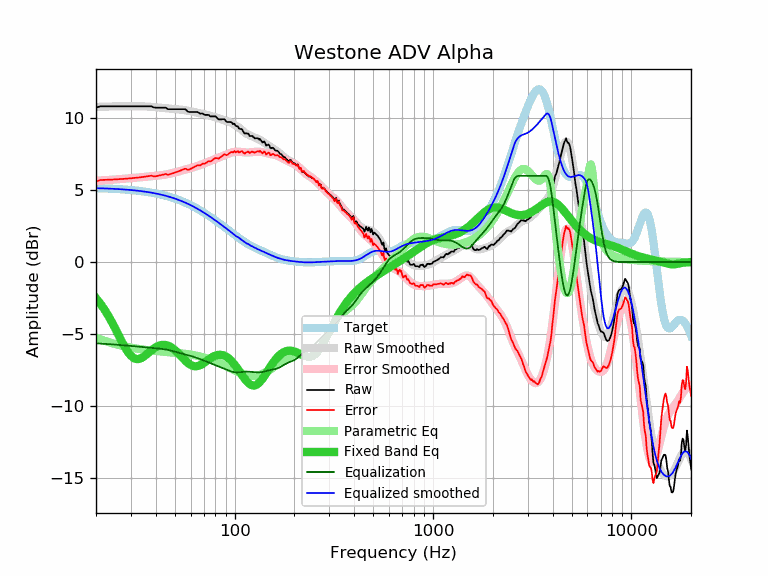 Westone ADV Alpha
Amplitude (dBr)
10
5
0
−5
−10
−15
Target
Raw Smoothed
Error Smoothed
Raw
Error
Parametric Eq
Fixed Band Eq
Equalization
Equalized smoothed
100
1000
10000
Frequency (Hz)